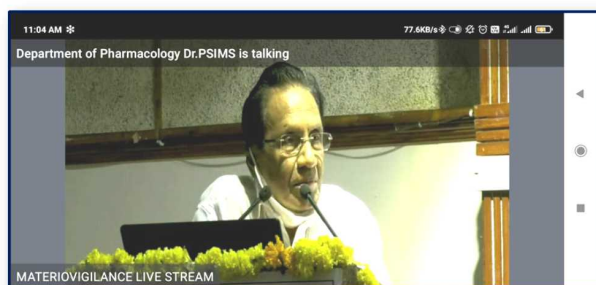 11:04 AM
77.6KB/s
Department of Pharmacology Dr.PSIMS is talking
MATERIOVIGILANCE LIVE STREAM